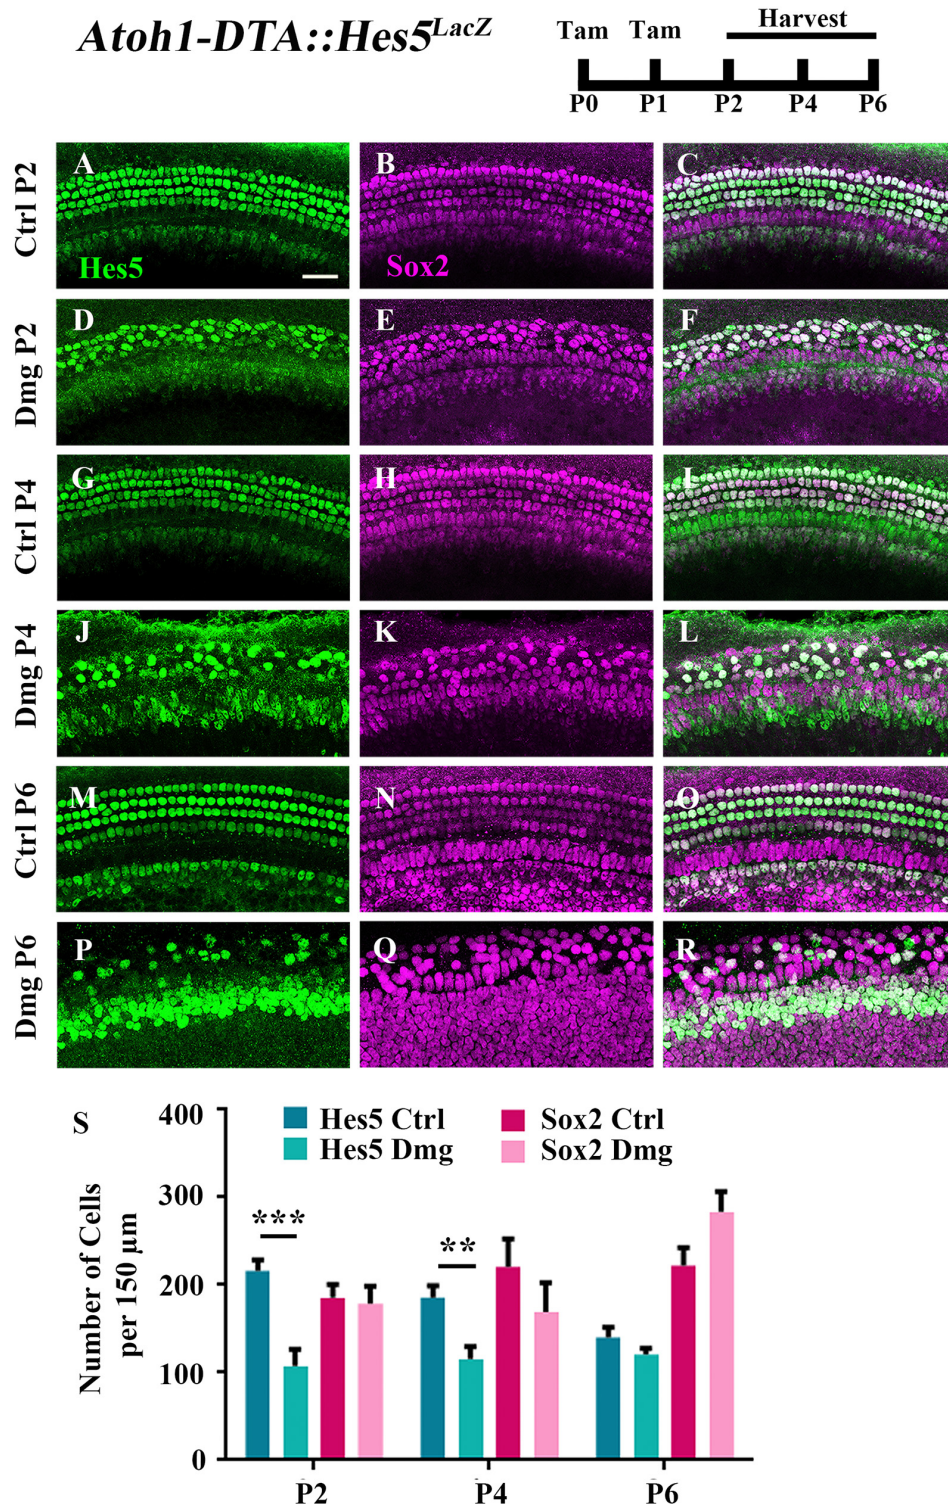 Atoh1-DTA::Hes5LacZ
Tam Tam Harvest
P0 P1 P2 P4 P6
Ctrl P2
A
B
C
Hes5
Sox2
Dmg P2
D
E
F
Ctrl P4
G
H
I
Dmg P4
J
K
L
Ctrl P6
M
N
O
Dmg P6
P
Q
R
S
400
300
200
100
0
Number of Cells
per 150 µm
Hes5 Ctrl
Hes5 Dmg
Sox2 Ctrl
Sox2 Dmg
***
**
P2 P4 P6